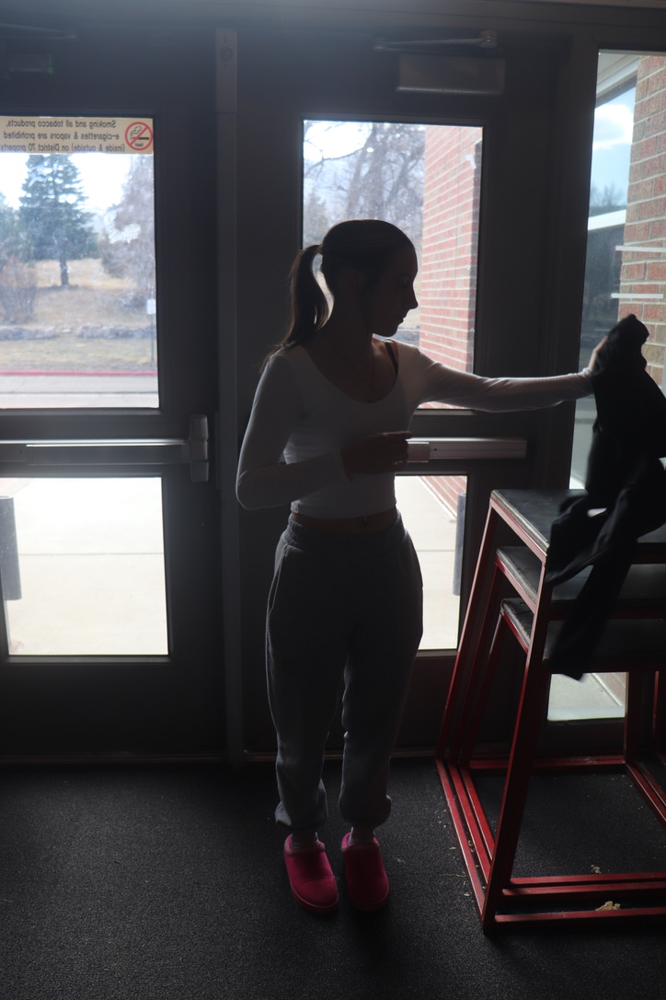 Smoking and all tobacco products,
e-cigarettes & vapors are prohibited
(inside & outside) on District 70 property